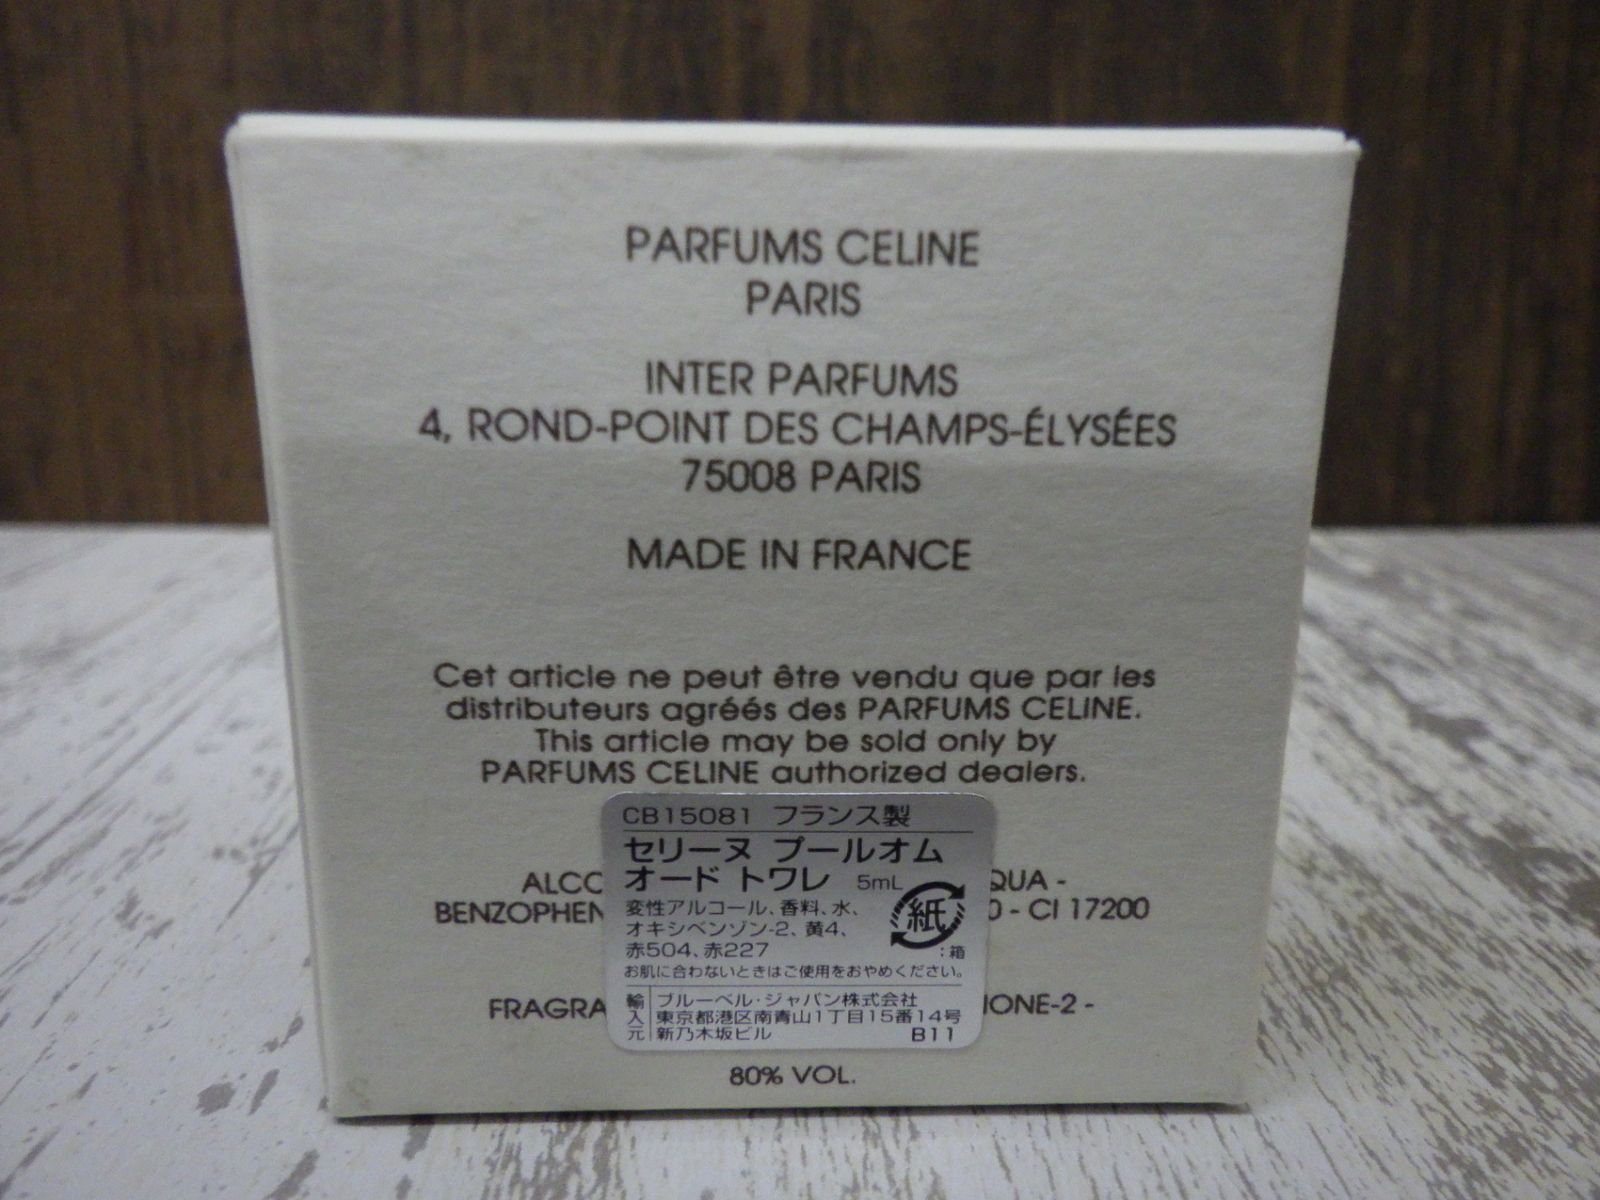 PARFUMS CELINE
PARIS
INTER PARFUMS
4, ROND-POINT DES CHAMPS-ÉLYSÉES
75008 PARIS
MADE IN FRANCE
Cet article ne peut être vendu que par les
distributeurs agréés des PARFUMS CELINE.
This article may be sold only by
PARFUMS CELINE authorized dealers.
CB15081 フランス製
セリーヌ プールオム
オード トワレ 5mL
変性アルコール、香料、水、
オキシベンゾン-2、黄4、
赤504、赤227
紙
:箱
お肌に合わないときはご使用をおやめください。
輸入元
ブルーベル・ジャパン株式会社
東京都港区南青山1丁目15番14号
新乃木坂ビル B11
ALCO QUA -
BENZOPHEN 0 - CI 17200
FRAGRA IONE-2 -
80% VOL.